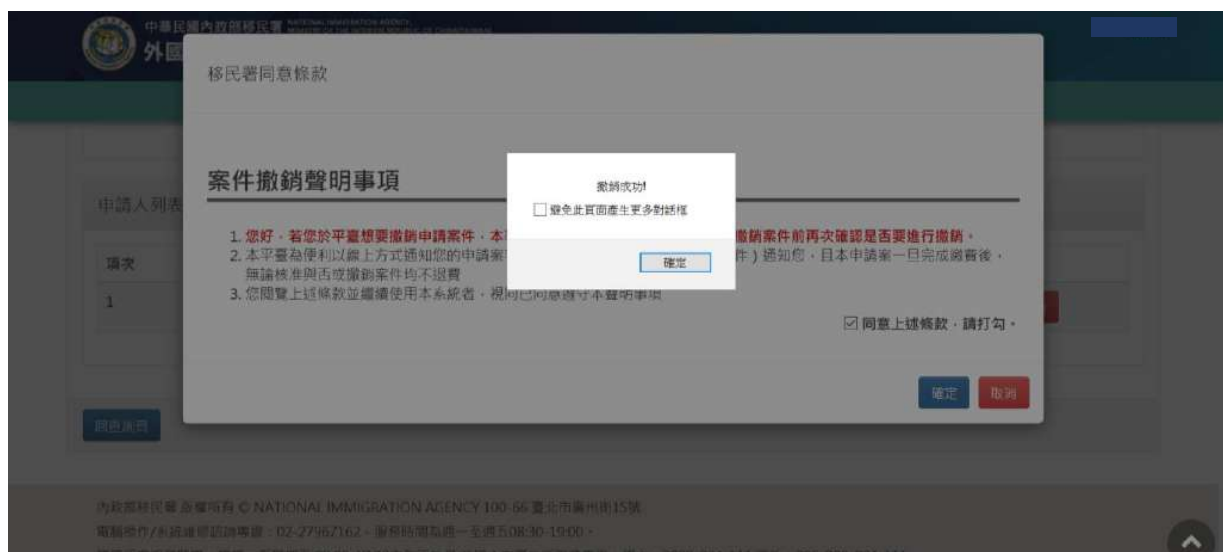 中華民國內政部移民署 NATIONAL IMMIGRATION AGENCY,
外國
移民署同意條款
案件撤銷聲明事項
申請人列表
項次
1
1. 您好,若您於平臺想要撤銷申請案件,本
撤銷案件前再次確認是否要進行撤銷。
2. 本平臺為便利以線上方式通知您的申請案
件)通知您,且本申請案一旦完成繳費後,
無論核准與否或撤銷案件均不退費
3. 您閱覽上述條款並繼續使用本系統者,視同已同意遵守本聲明事項
撤銷成功!
避免此頁面產生更多對話框
確定
同意上述條款,請打勾。
確定
取消
內政部移民署 版權所有 © NATIONAL IMMIGRATION AGENCY 100-66 臺北市廣州街15號
電腦操作/系統維修諮詢專線:02-27967162,服務時間為週一至週五08:30-19:00。